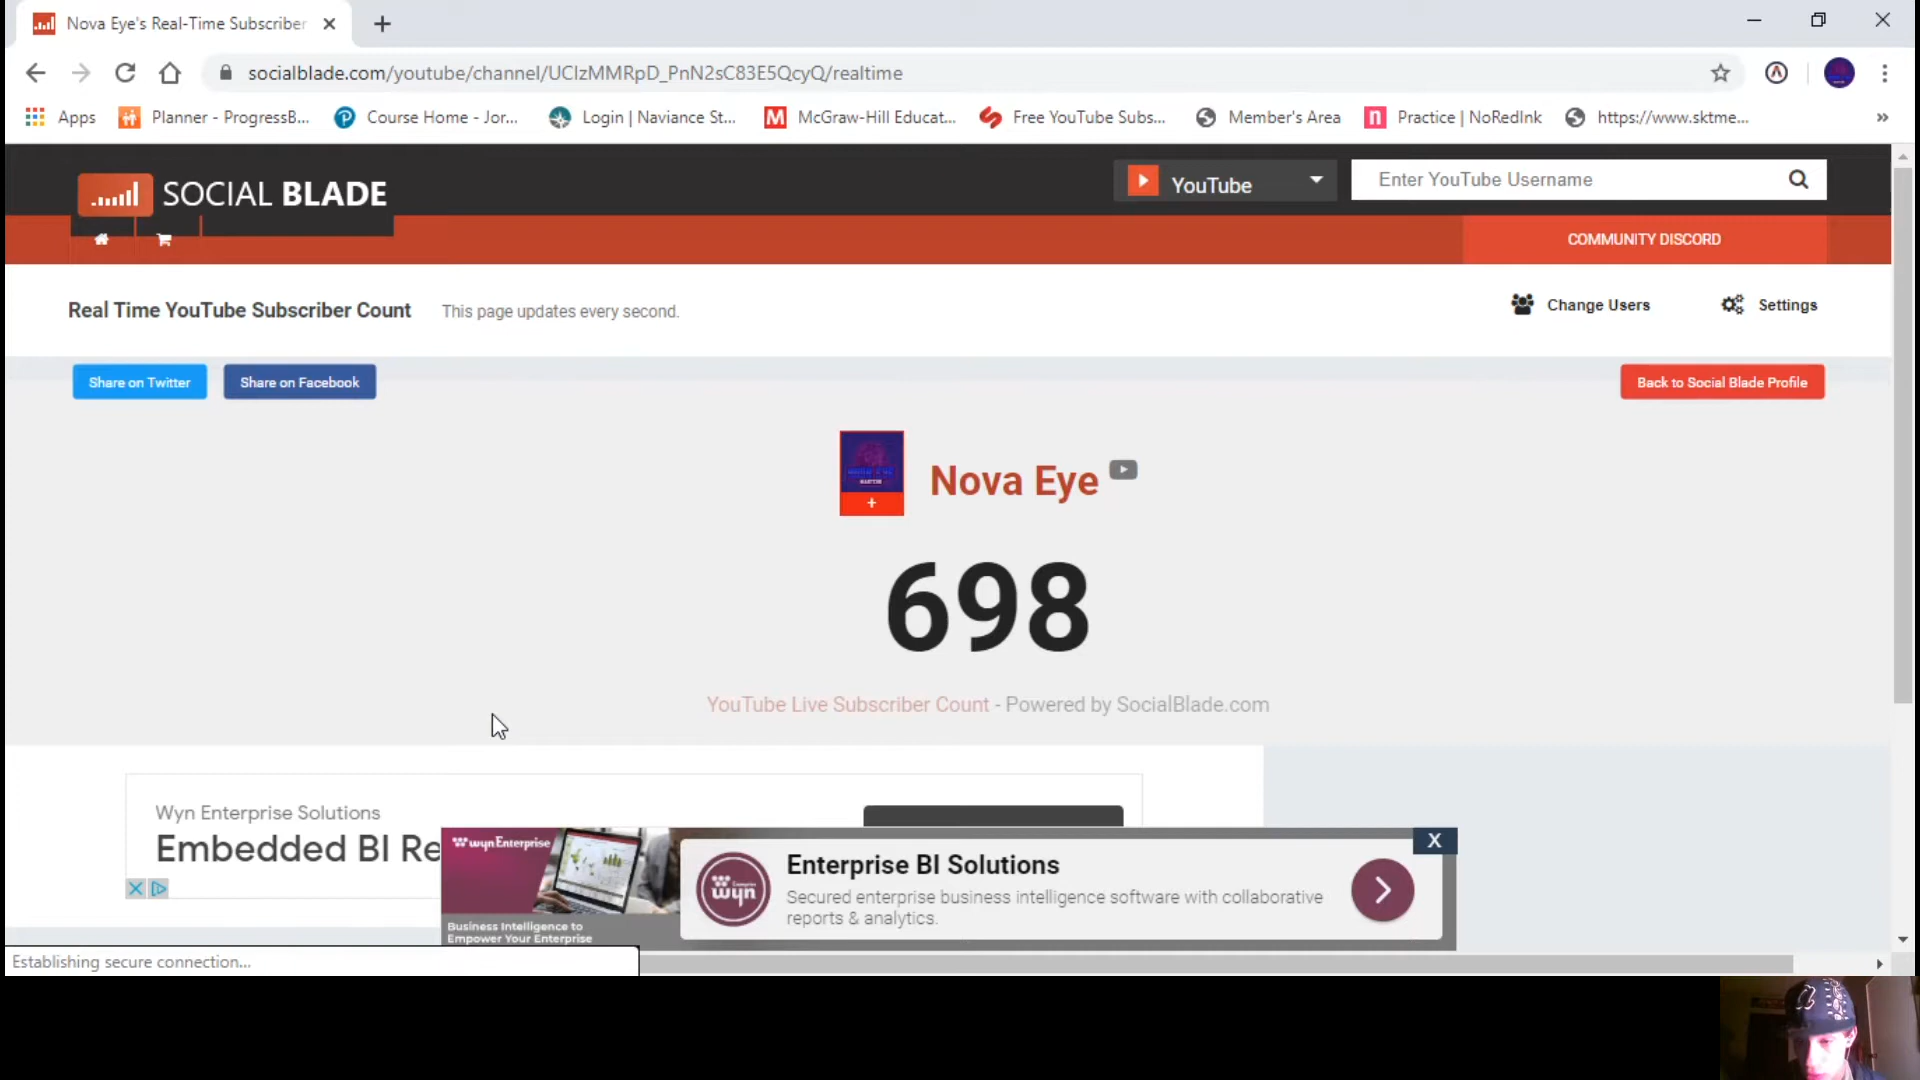 Nova Eye's Real-Time Subscriber
socialblade.com/youtube/channel/UCIzMMRpD_PnN2sC83E5QcyQ/realtime
Apps Planner - ProgressB... Course Home - Jor... Login | Naviance St... McGraw-Hill Educat... Free YouTube Subs... Member's Area Practice | NoRedInk https://www.sktme... »
SOCIAL BLADE YouTube Enter YouTube Username
COMMUNITY DISCORD
Real Time YouTube Subscriber Count This page updates every second. Change Users Settings
Share on Twitter Share on Facebook Back to Social Blade Profile
Nova Eye
698
YouTube Live Subscriber Count - Powered by SocialBlade.com
Wyn Enterprise Solutions
Embedded BI Re
wynEnterprise
Business Intelligence to
Empower Your Enterprise
wyn
Enterprise BI Solutions
Secured enterprise business intelligence software with collaborative
reports & analytics.
X
Establishing secure connection...